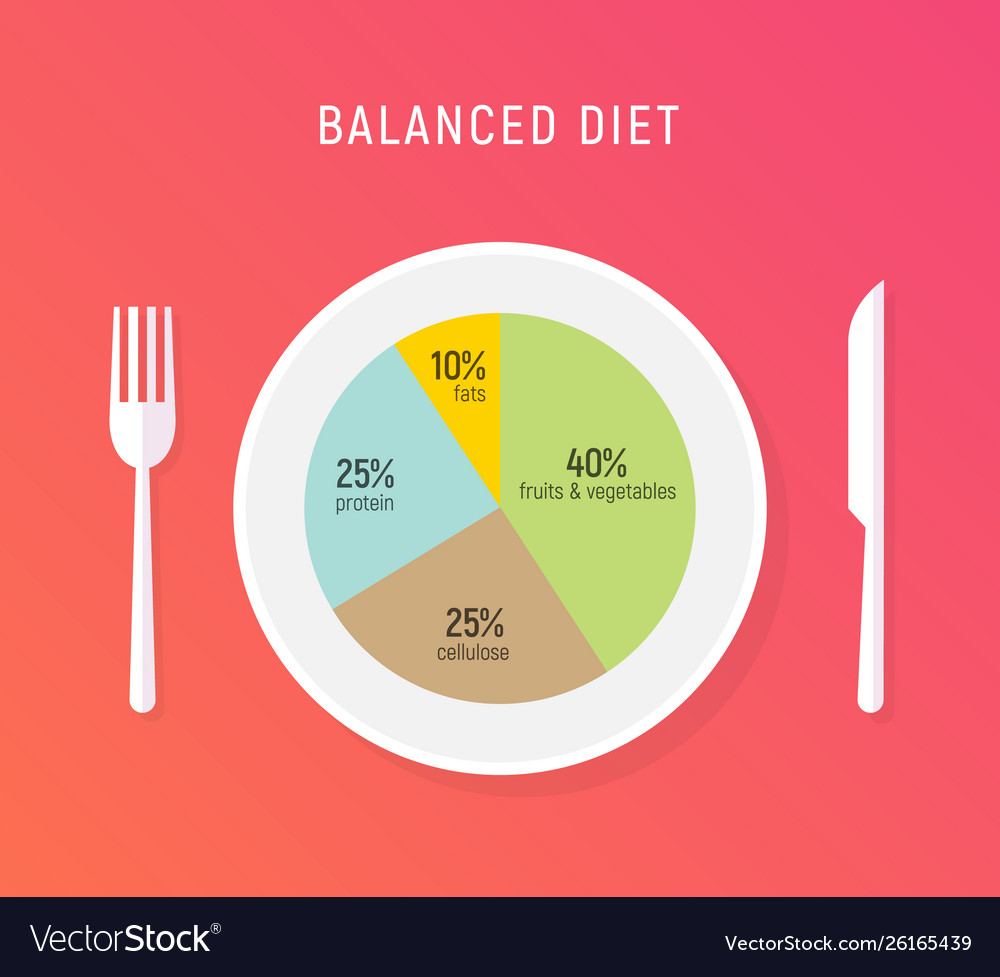 BALANCED DIET
10%
fats
40%
fruits & vegetables
25%
protein
25%
cellulose
VectorStock®
VectorStock.com/26165439